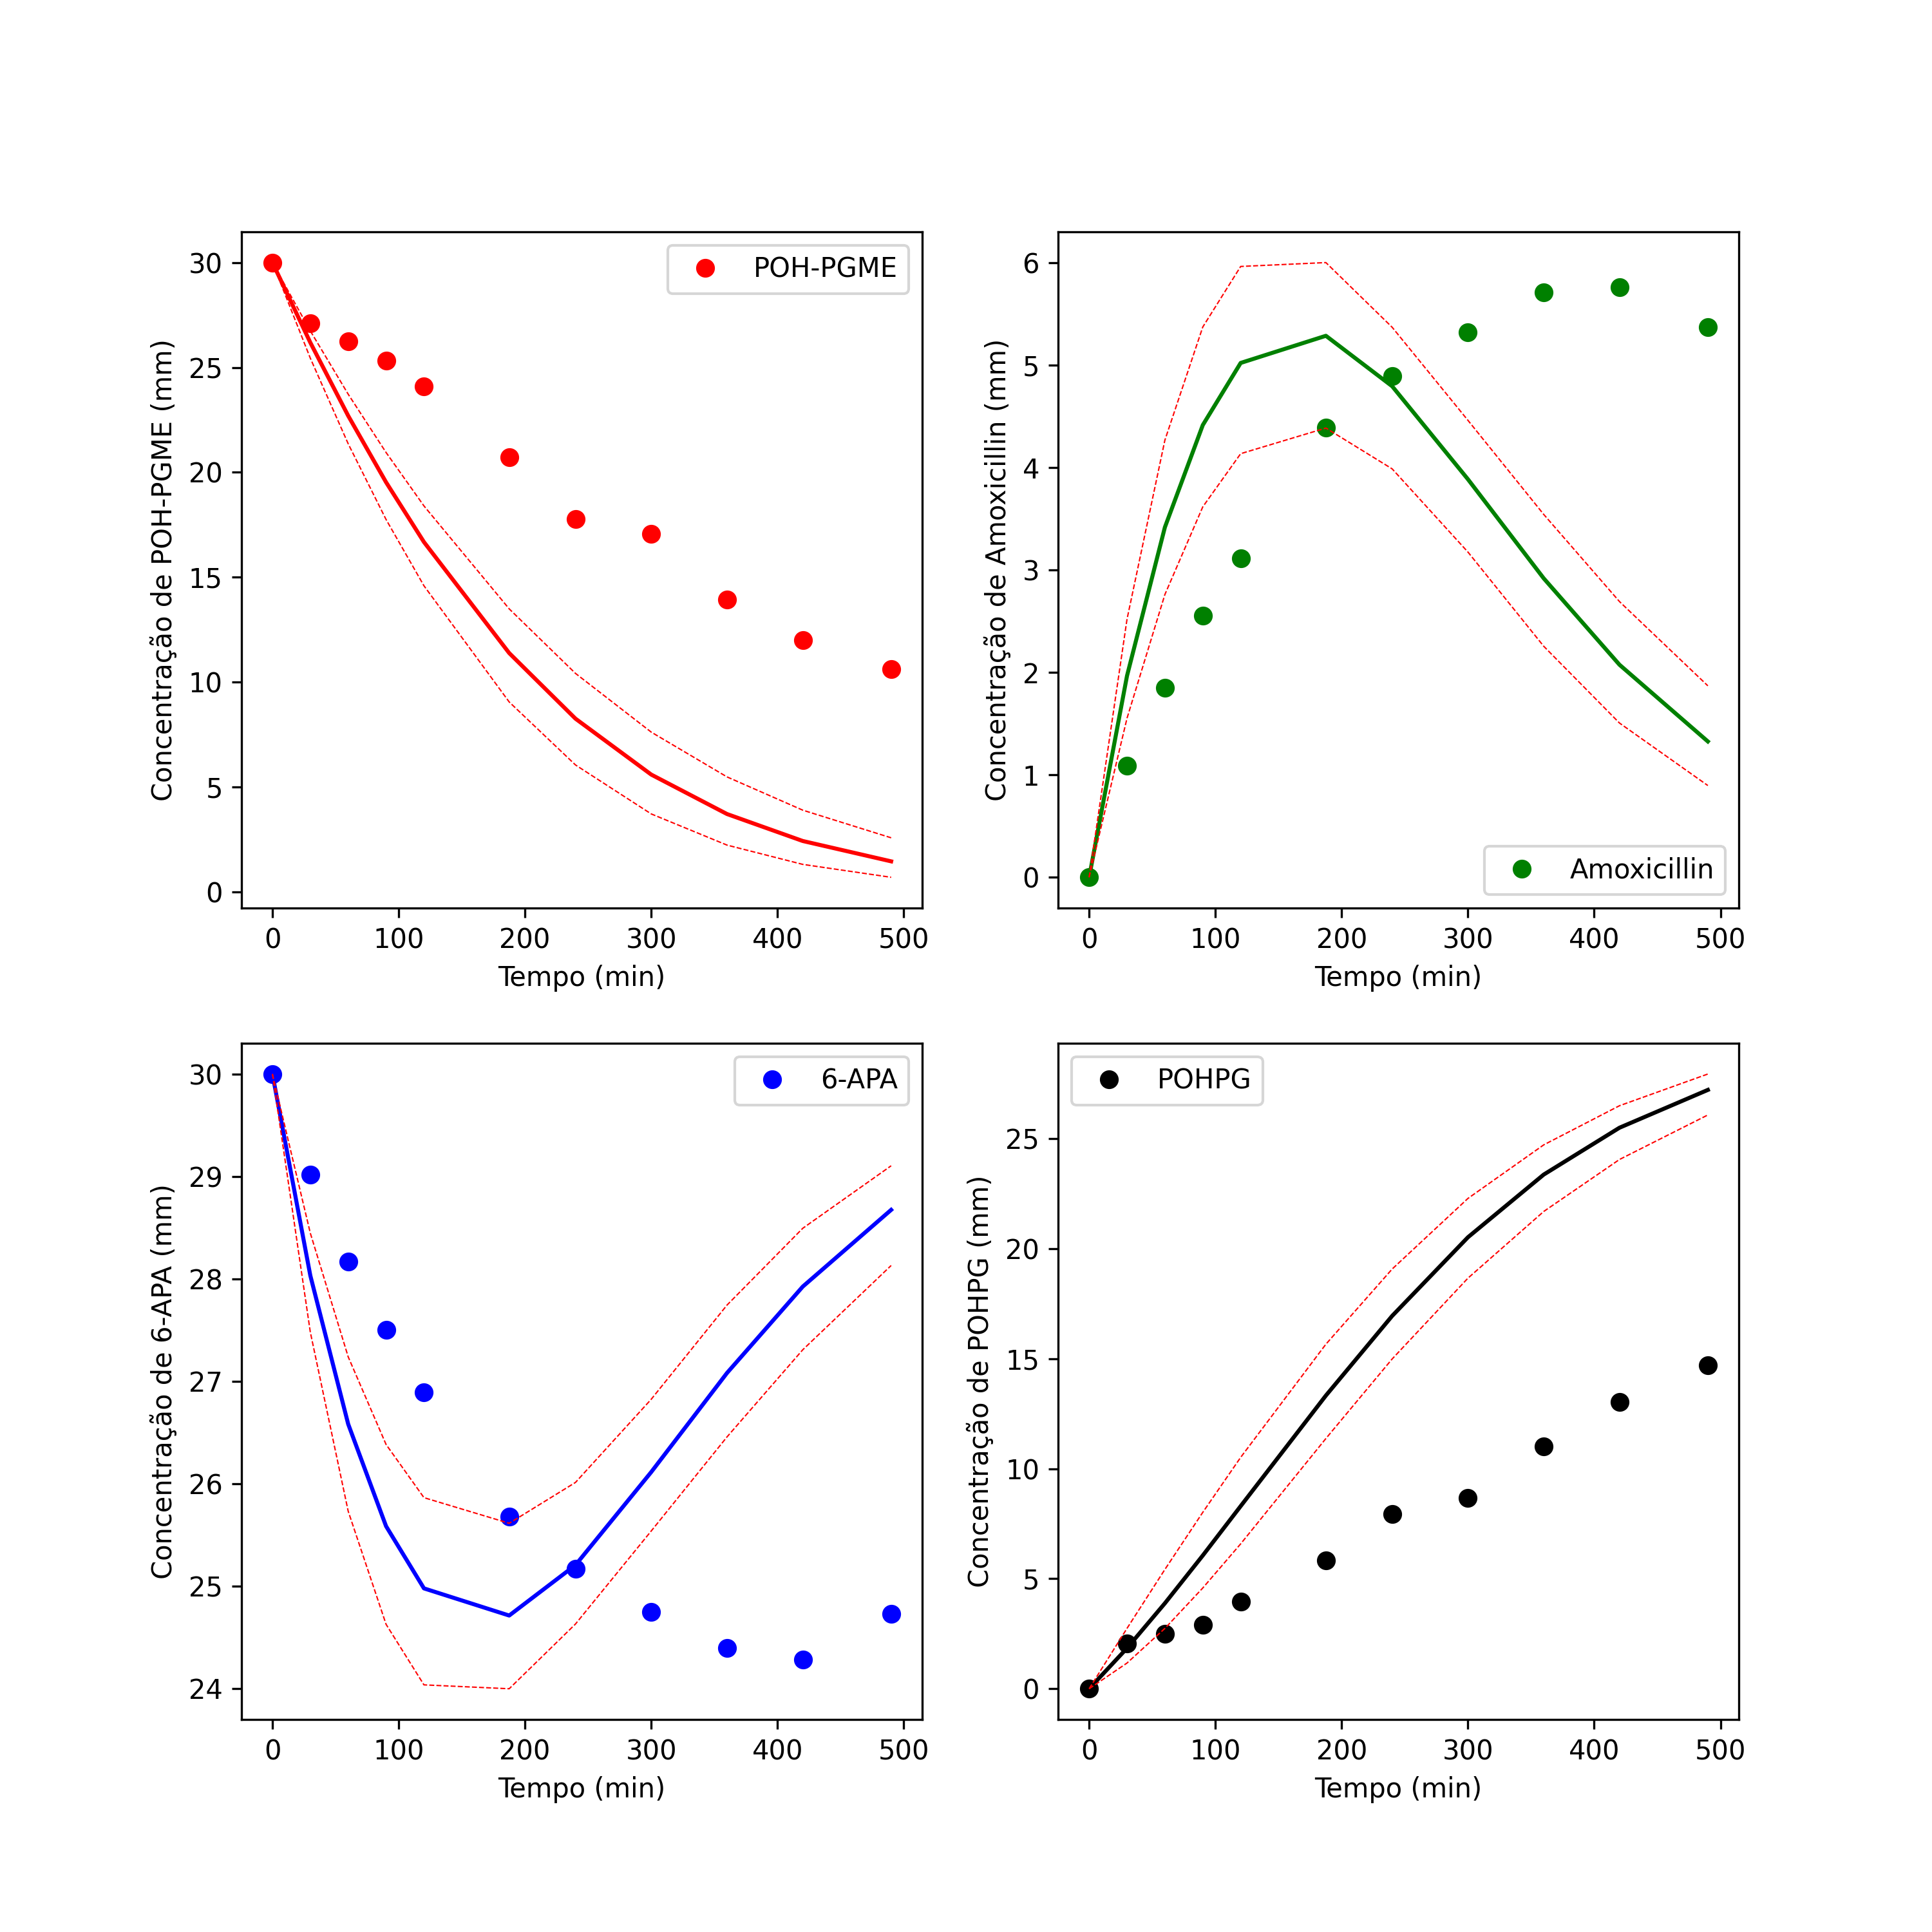 Concentração de POH-PGME (mm)
30
25
20
15
10
5
0
POH-PGME
0 100 200 300 400 500
Tempo (min)
Concentração de Amoxicillin (mm)
6
5
4
3
2
1
0
Amoxicillin
0 100 200 300 400 500
Tempo (min)
Concentração de 6-APA (mm)
30
29
28
27
26
25
24
6-APA
0 100 200 300 400 500
Tempo (min)
Concentração de POHPG (mm)
25
20
15
10
5
0
POHPG
0 100 200 300 400 500
Tempo (min)